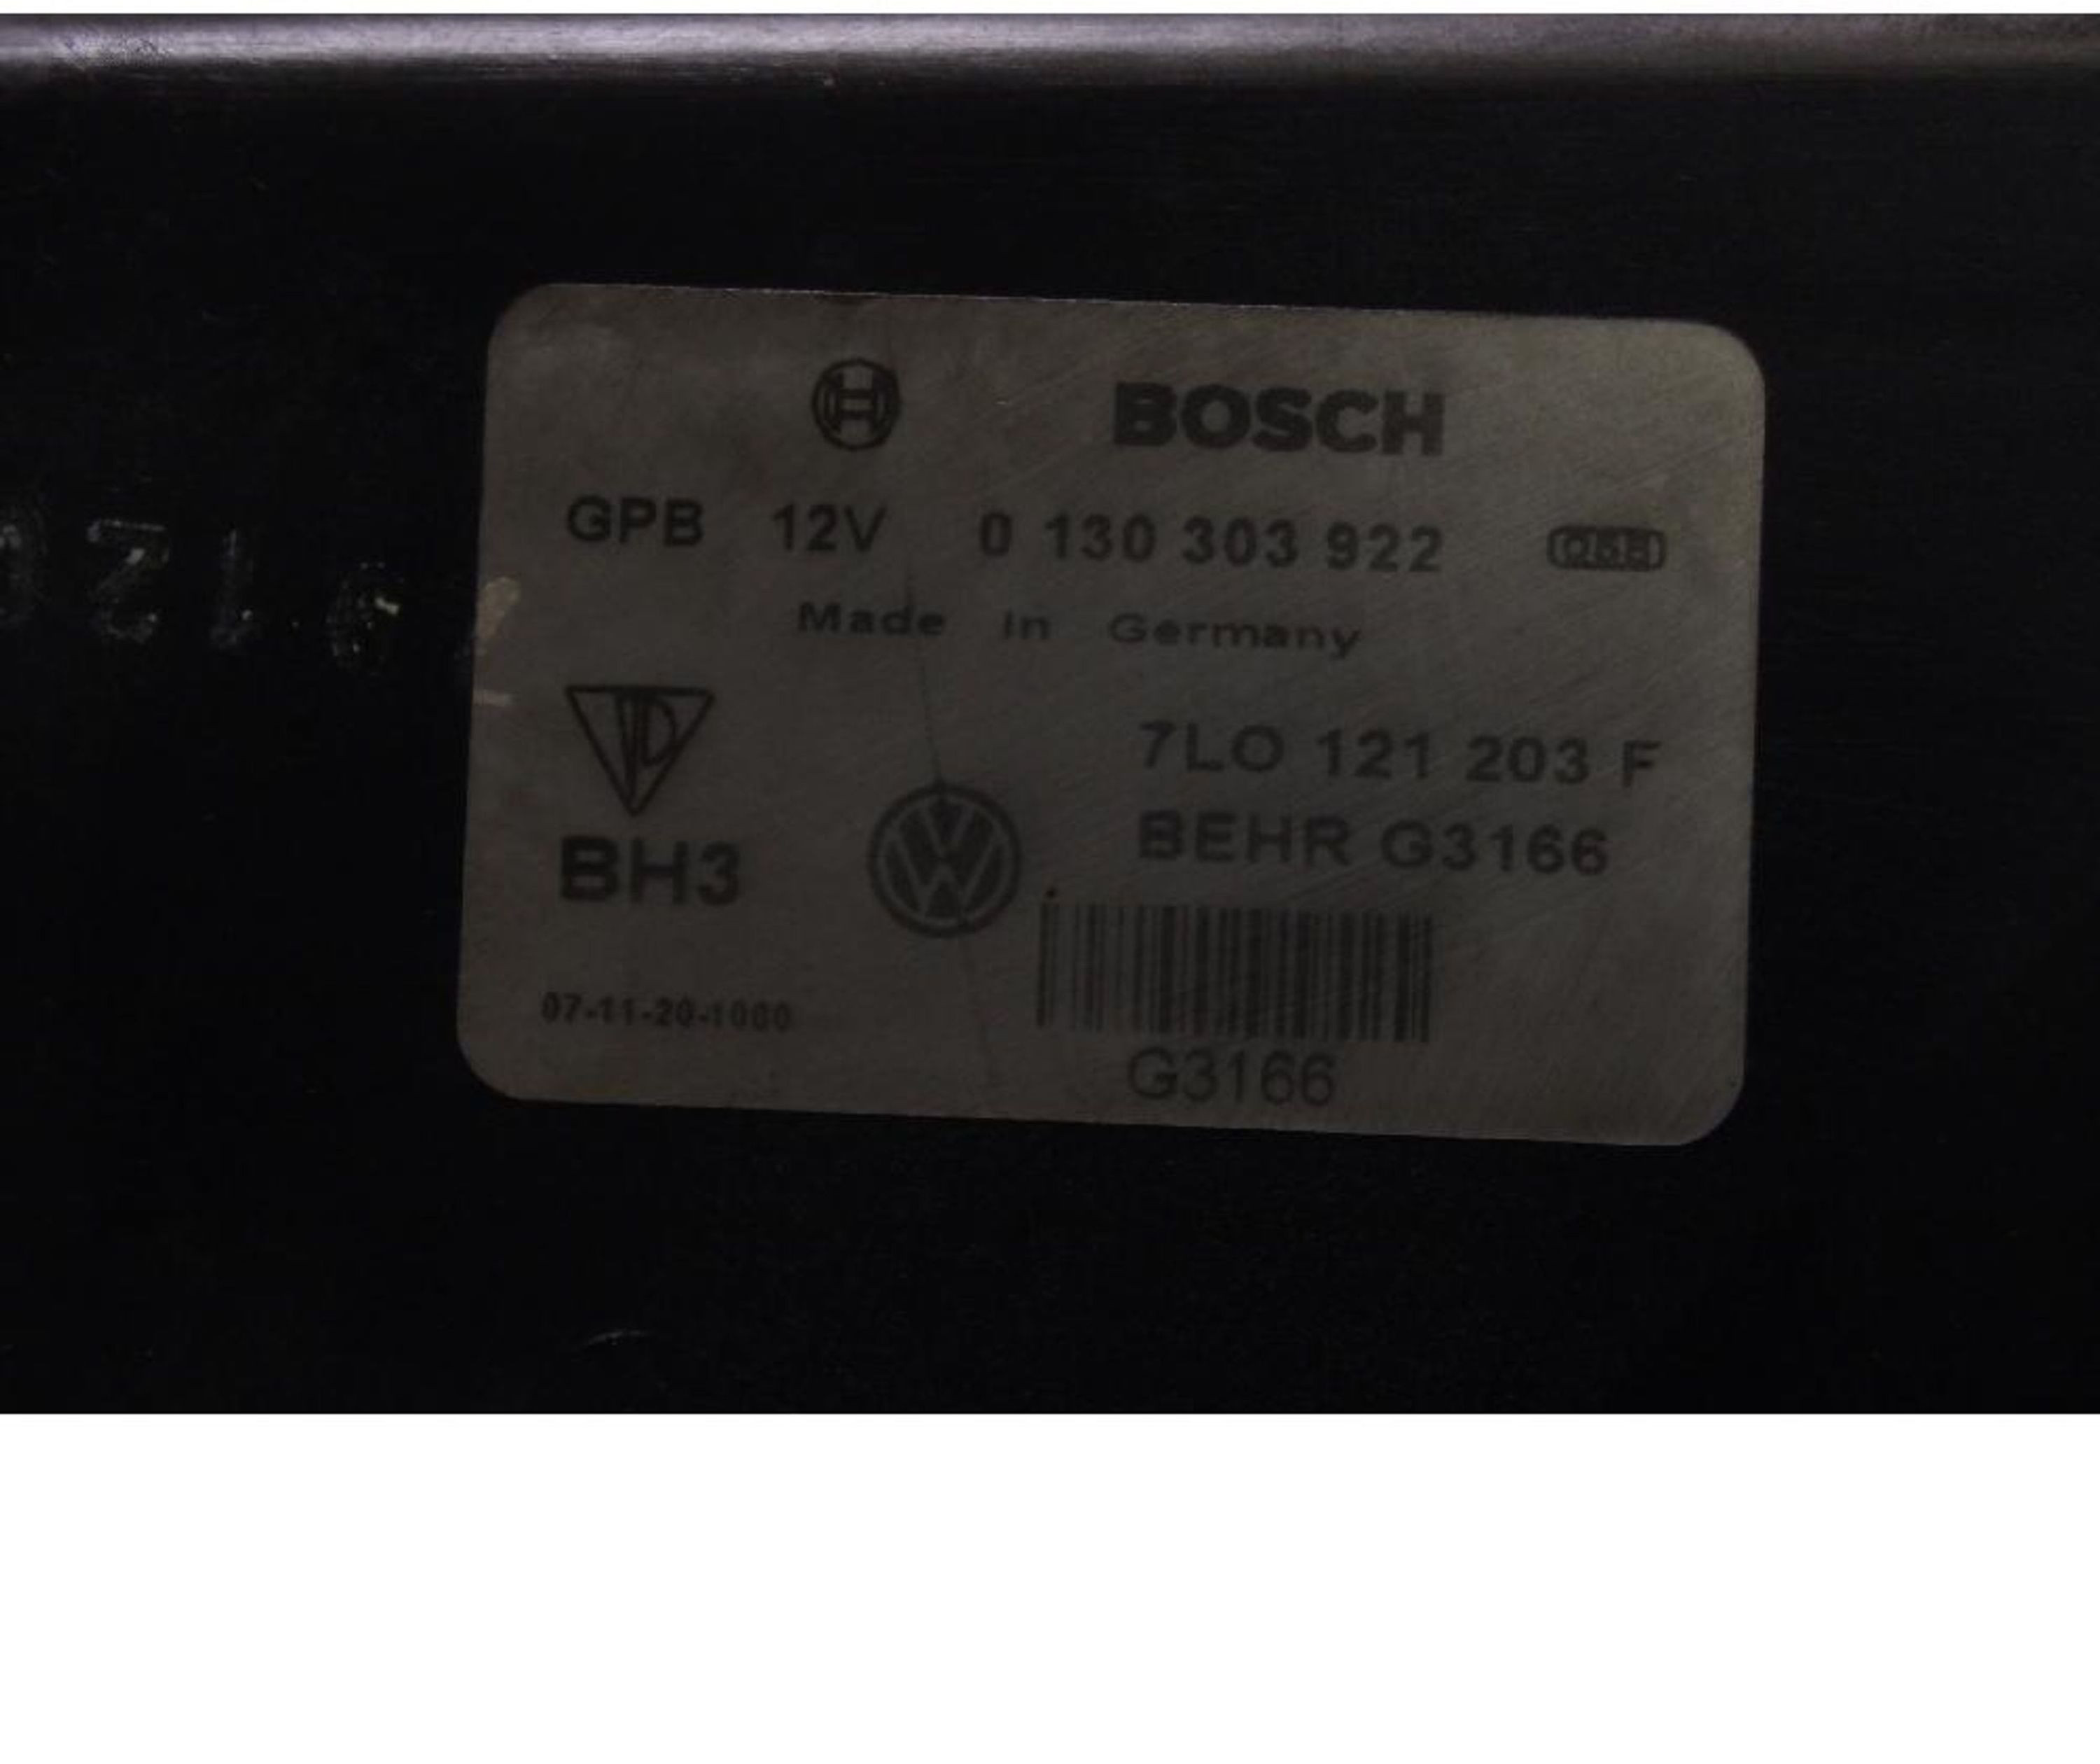 BOSCH
GPB 12V 0 130 303 922
Made in Germany
7LO 121 203 F
BEHR G3166
BH3
07-11-20-1000
G3166